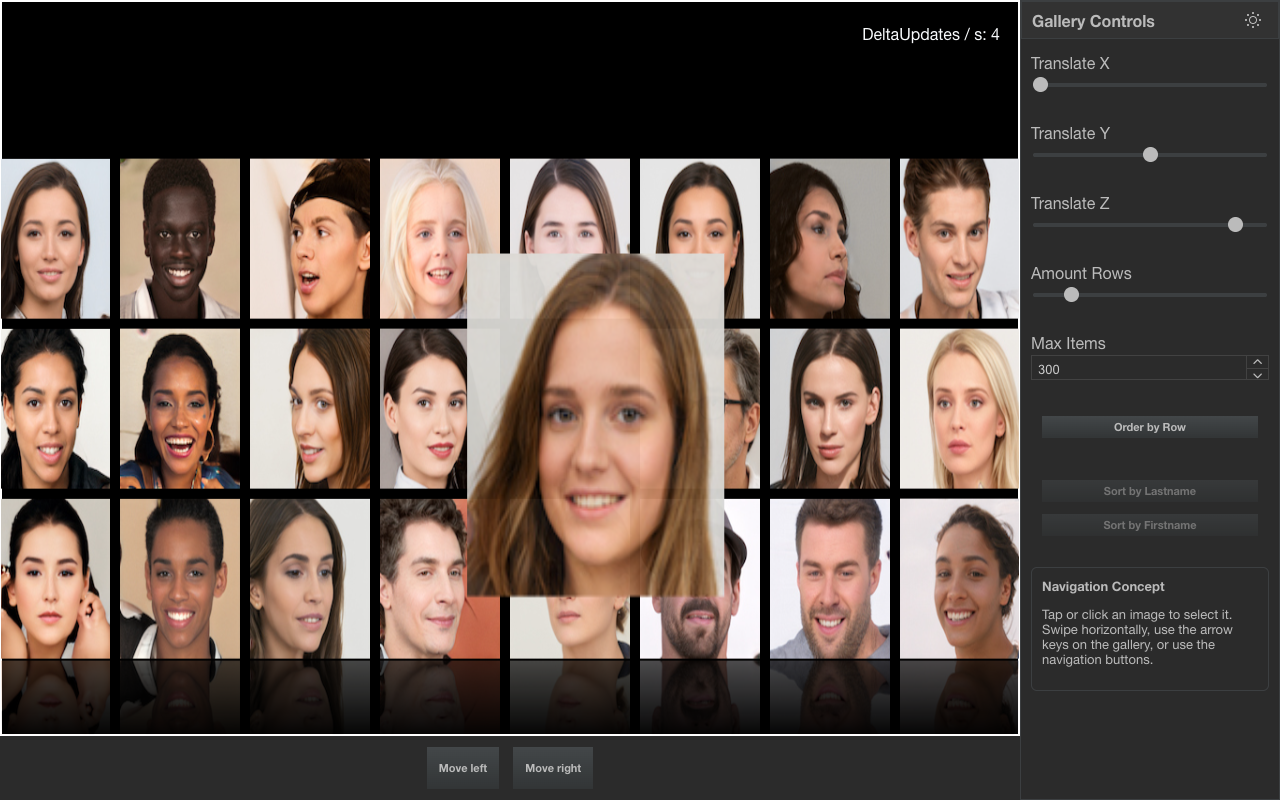 DeltaUpdates / s: 4
Gallery Controls
Translate X
Translate Y
Translate Z
Amount Rows
Max Items
300
Order by Row
Sort by Lastname
Sort by Firstname
Navigation Concept
Tap or click an image to select it.
Swipe horizontally, use the arrow
keys on the gallery, or use the
navigation buttons.
Move left
Move right